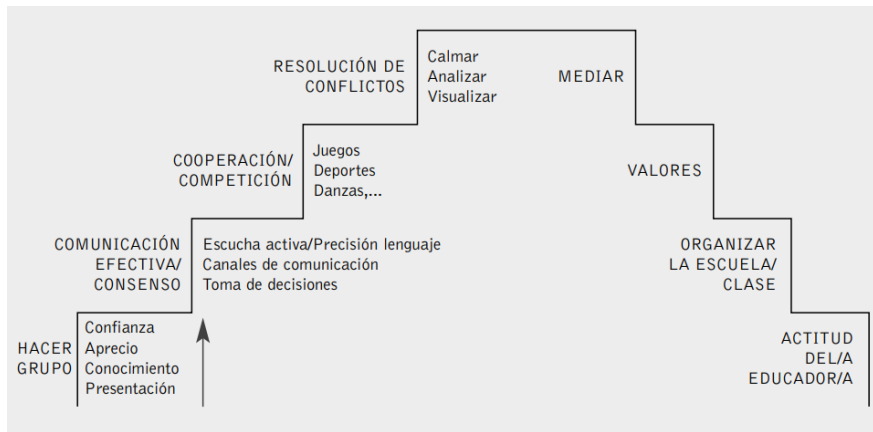 RESOLUCIÓN DE
CONFLICTOS
Calmar
Analizar
Visualizar
MEDIAR
COOPERACIÓN/
COMPETICIÓN
Juegos
Deportes
Danzas,...
VALORES
COMUNICACIÓN
EFECTIVA/
CONSENSO
Escucha activa/Precisión lenguaje
Canales de comunicación
Toma de decisiones
ORGANIZAR
LA ESCUELA/
CLASE
HACER
GRUPO
Confianza
Aprecio
Conocimiento
Presentación
ACTITUD
DEL/A
EDUCADOR/A